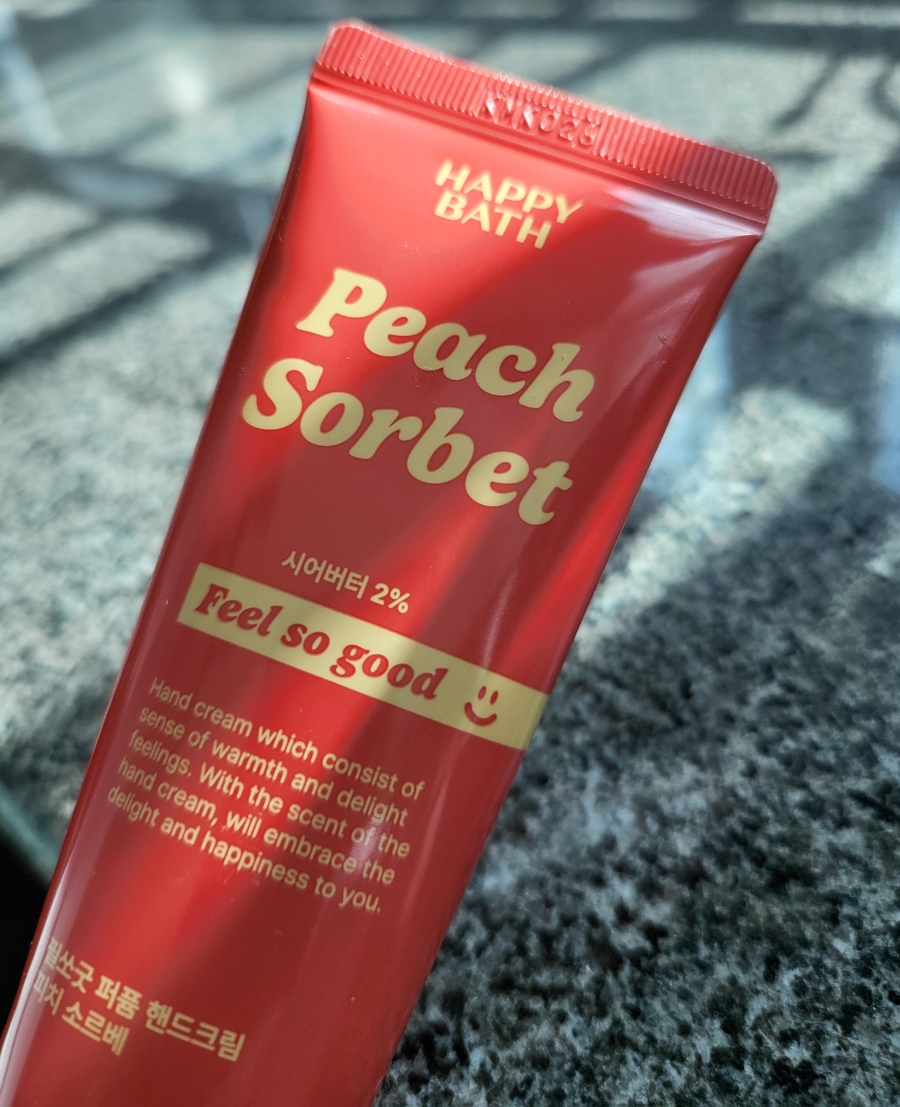 HAPPY
BATH
Peach
Sorbet
시어버터 2%
Feel so good
Hand cream which consist of
sense of warmth and delight
feelings. With the scent of the
hand cream, will embrace the
delight and happiness to you.
필쏘굿 퍼퓸 핸드크림
피치 소르베